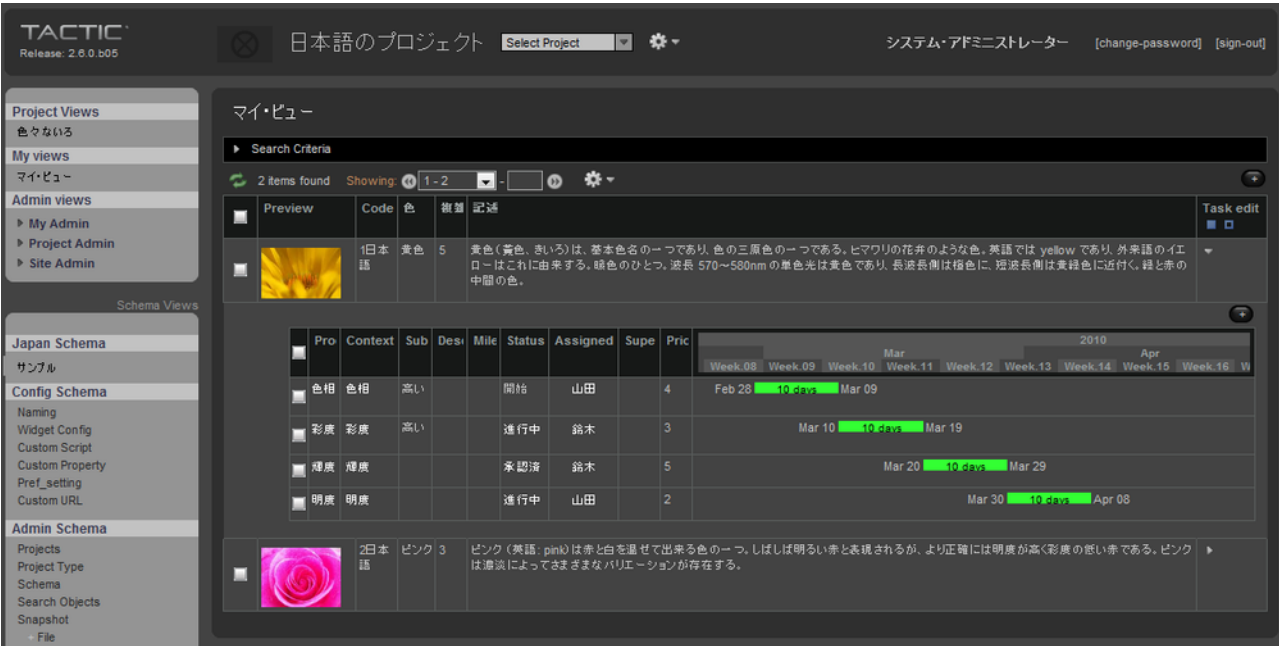 TACTIC
Release: 2.6.0.b05
日本語のプロジェクト
Select Project
システム・アドミニストレーター
[change-password]
[sign-out]
Project Views
色々ないろ
My views
マイ・ビュー
Admin views
My Admin
Project Admin
Site Admin
Schema Views
Japan Schema
サンプル
Config Schema
Naming
Widget Config
Custom Script
Custom Property
Pref_setting
Custom URL
Admin Schema
Projects
Project Type
Schema
Search Objects
Snapshot
File
マイ・ビュー
Search Criteria
2 items found Showing: 1 - 2 -
Preview Code 色 記述 Task edit
1日本語 黄色 5
黄色（黄色、きいろ）は、基本色名の一つであり、色の三原色の一つである。ヒマワリの花弁のような色。英語では yellow であり、外来語のイエ
ローはこれに由来する。暖色のひとつ。波長 570〜580nm の単色光は黄色であり、長波長側は橙色に、短波長側は黄緑色に近付く。緑と赤の
中間の色。
Pro Context Sub Des Mile Status Assigned Supe Pric
2010
Mar Apr
Week.08 Week.09 Week.10 Week.11 Week.12 Week.13 Week.14 Week.15 Week.16 W
色相 色相 高い 開始 山田 4 Feb 28 10 days Mar 09
彩度 彩度 高い 進行中 鈴木 3 Mar 10 10 days Mar 19
輝度 輝度 承認済 鈴木 5 Mar 20 10 days Mar 29
明度 明度 進行中 山田 2 Mar 30 10 days Apr 08
2日本語 ピンク 3
ピンク（英語: pink）は赤と白を混ぜて出来る色の一つ。しばしば明るい赤と表現されるが、より正確には明度が高く彩度の低い赤である。ピンク
は濃淡によってさまざまなバリエーションが存在する。